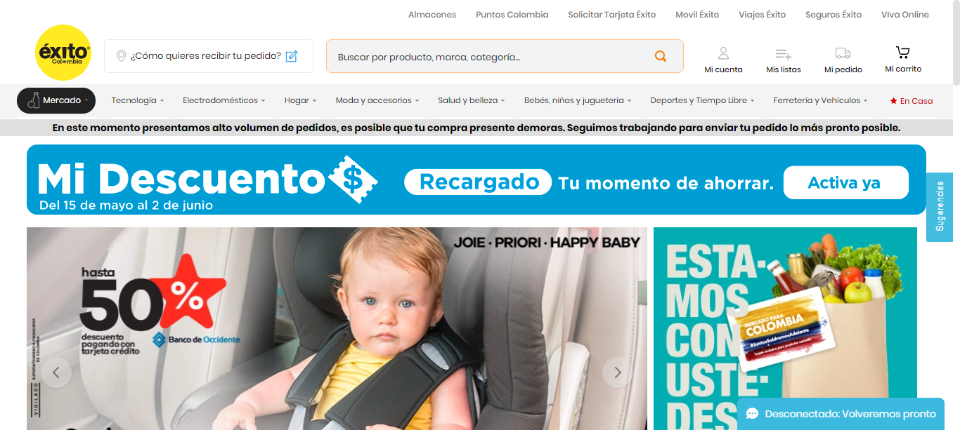 Almacenes Puntos Colombia Solicitar Tarjeta Éxito Movil Éxito Viajes Éxito Seguros Éxito VIva Online
éxito
Colombia
¿Cómo quieres recibir tu pedido?
Buscar por producto, marca, categoría...
Mi cuenta Mis listas Mi pedido Mi carrito
Mercado Tecnología Electrodomésticos Hogar Moda y accesorios Salud y belleza Bebés, niños y juguetería Deportes y Tiempo Libre Ferretería y Vehículos En Casa
En este momento presentamos alto volumen de pedidos, es posible que tu compra presente demoras. Seguimos trabajando para enviar tu pedido lo más pronto posible.
Mi Descuento $ Recargado Tu momento de ahorrar. Activa ya
Del 15 de mayo al 2 de junio
Sugerencias
JOIE · PRIORI · HAPPY BABY
hasta
50%
descuento
pagando con
tarjeta crédito
Banco de Occidente
VIGILADO
ESTA-
MOS
CON
USTE-
DES
MERCADO PARA
COLOMBIA
Desconectado: Volveremos pronto